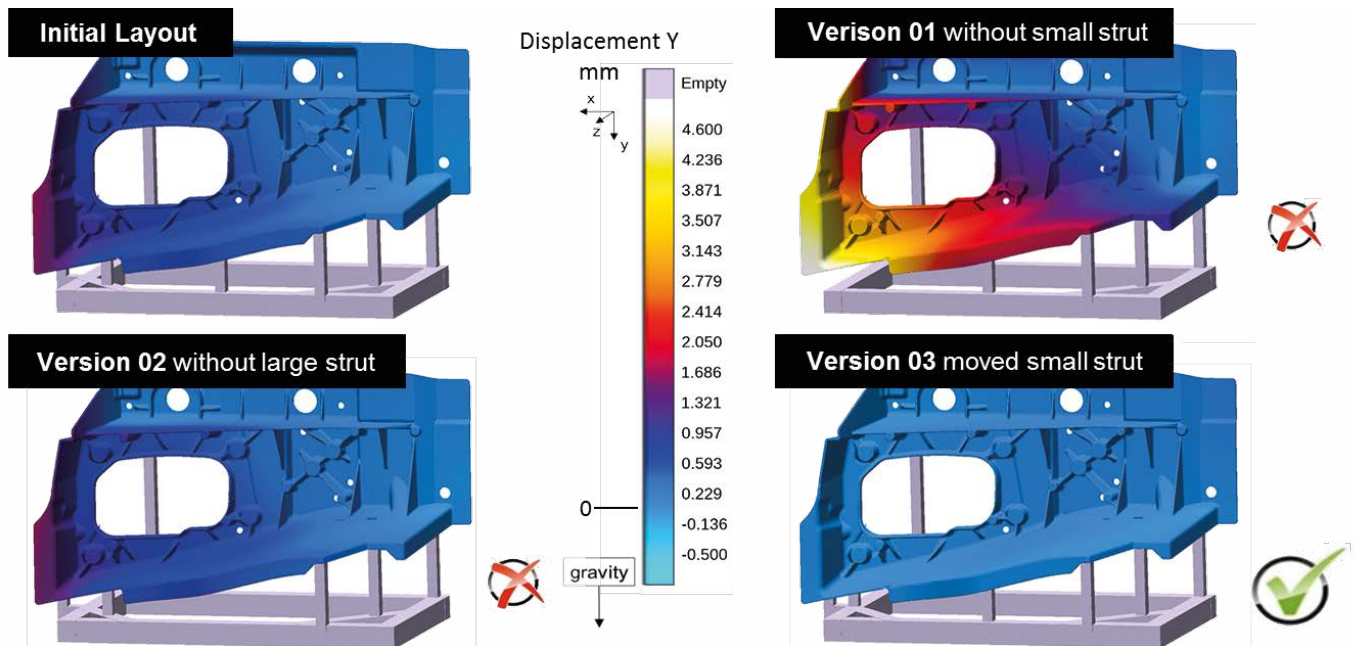 Initial Layout
Displacement Y
mm
x
z
y
Empty
4.600
4.236
3.871
3.507
3.143
2.779
2.414
2.050
1.686
1.321
0.957
0.593
0.229
-0.136
-0.500
0
gravity
Verison 01 without small strut
Version 02 without large strut
Version 03 moved small strut